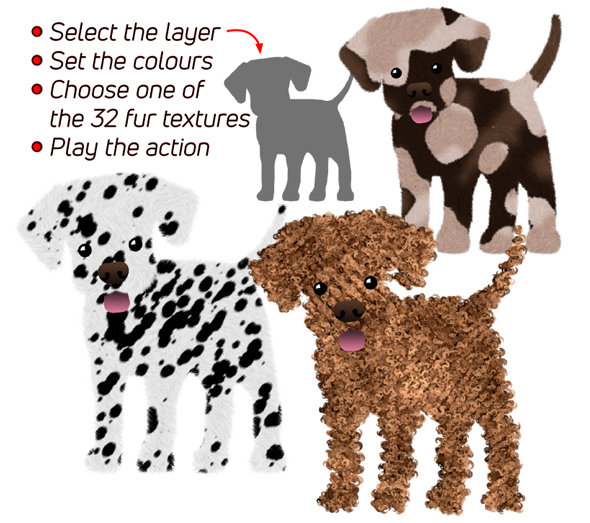 Select the layer
Set the colours
Choose one of
the 32 fur textures
Play the action